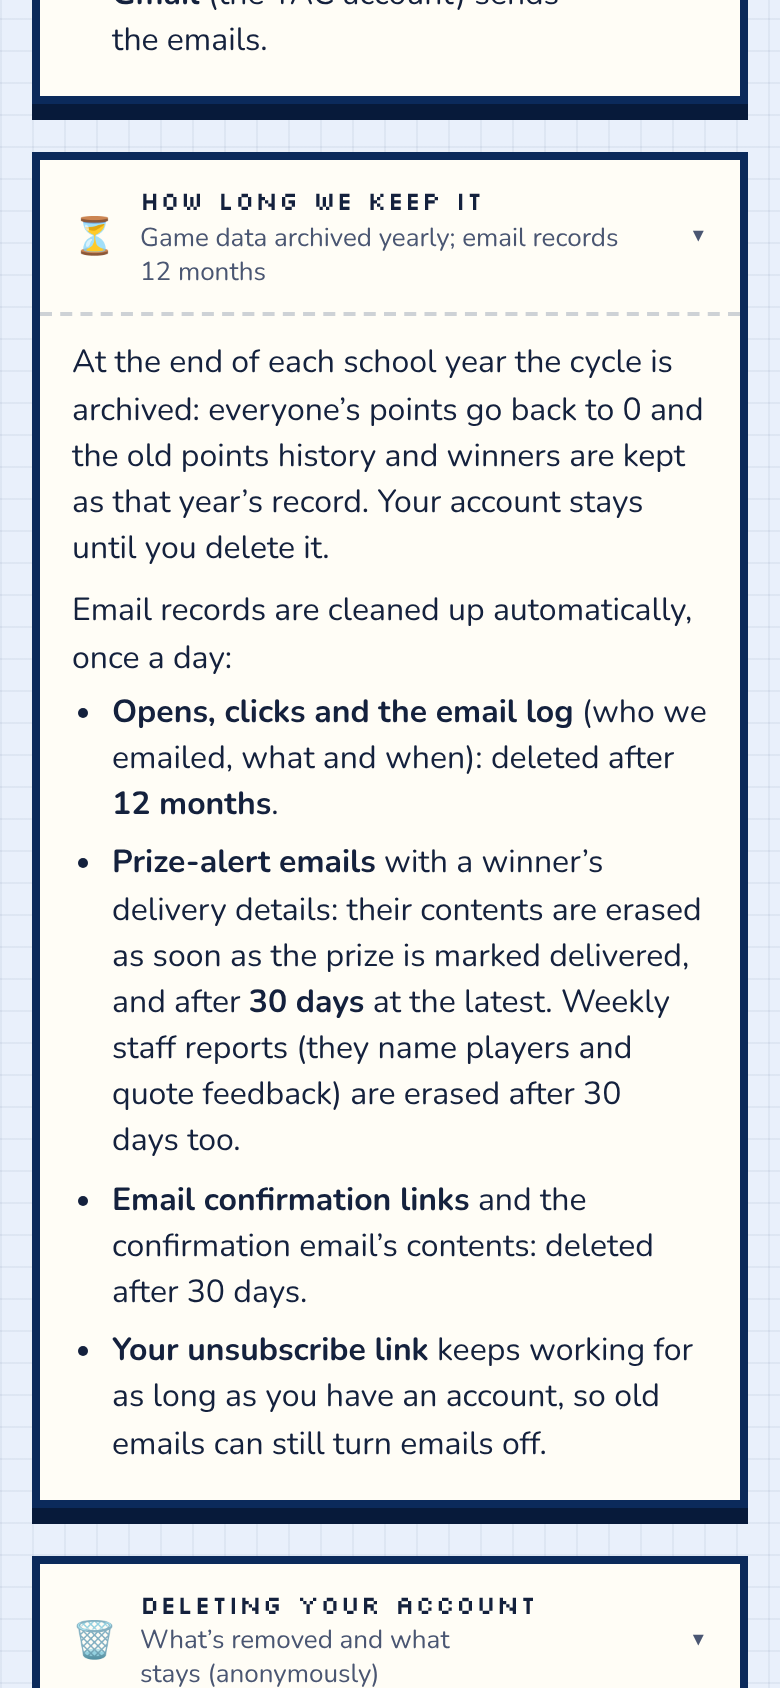 Gmail (the TAC account) sends
the emails.
HOW LONG WE KEEP IT
Game data archived yearly; email records
12 months
At the end of each school year the cycle is
archived: everyone’s points go back to 0 and
the old points history and winners are kept
as that year’s record. Your account stays
until you delete it.
Email records are cleaned up automatically,
once a day:
• Opens, clicks and the email log (who we
emailed, what and when): deleted after
12 months.
• Prize-alert emails with a winner’s
delivery details: their contents are erased
as soon as the prize is marked delivered,
and after 30 days at the latest. Weekly
staff reports (they name players and
quote feedback) are erased after 30
days too.
• Email confirmation links and the
confirmation email’s contents: deleted
after 30 days.
• Your unsubscribe link keeps working for
as long as you have an account, so old
emails can still turn emails off.
DELETING YOUR ACCOUNT
What’s removed and what
stays (anonymously)